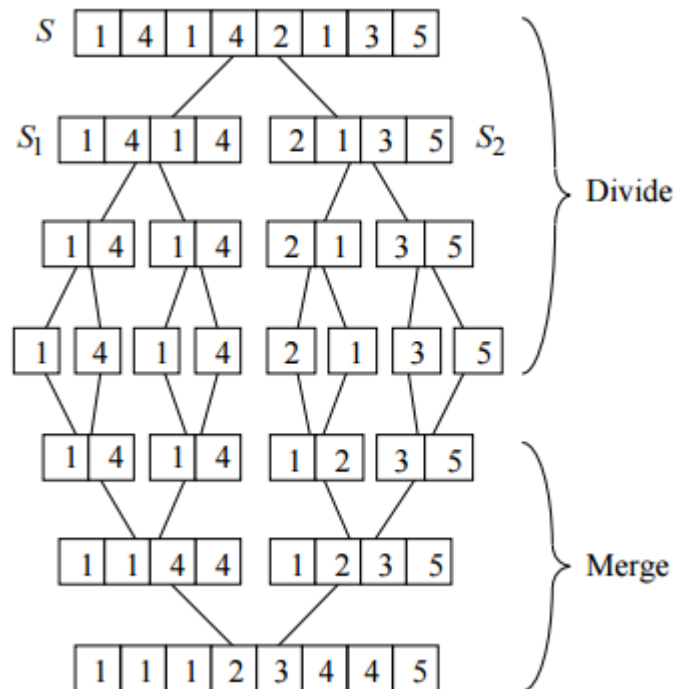 S 1 4 1 4 2 1 3 5
S1 1 4 1 4 2 1 3 5 S2
Divide
1 4 1 4 2 1 3 5
1 4 1 4 2 1 3 5
1 4 1 4 1 2 3 5
1 1 4 4 1 2 3 5
Merge
1 1 1 2 3 4 4 5